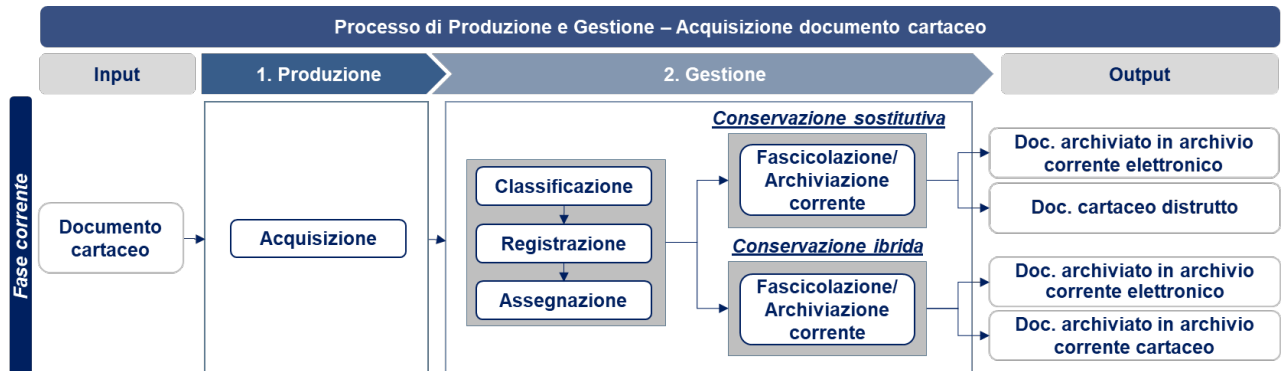 Processo di Produzione e Gestione – Acquisizione documento cartaceo
Input
1. Produzione
2. Gestione
Output
Fase corrente
Documento
cartaceo
Acquisizione
Classificazione
Registrazione
Assegnazione
Conservazione sostitutiva
Fascicolazione/
Archiviazione
corrente
Conservazione ibrida
Fascicolazione/
Archiviazione
corrente
Doc. archiviato in archivio
corrente elettronico
Doc. cartaceo distrutto
Doc. archiviato in archivio
corrente elettronico
Doc. archiviato in archivio
corrente cartaceo